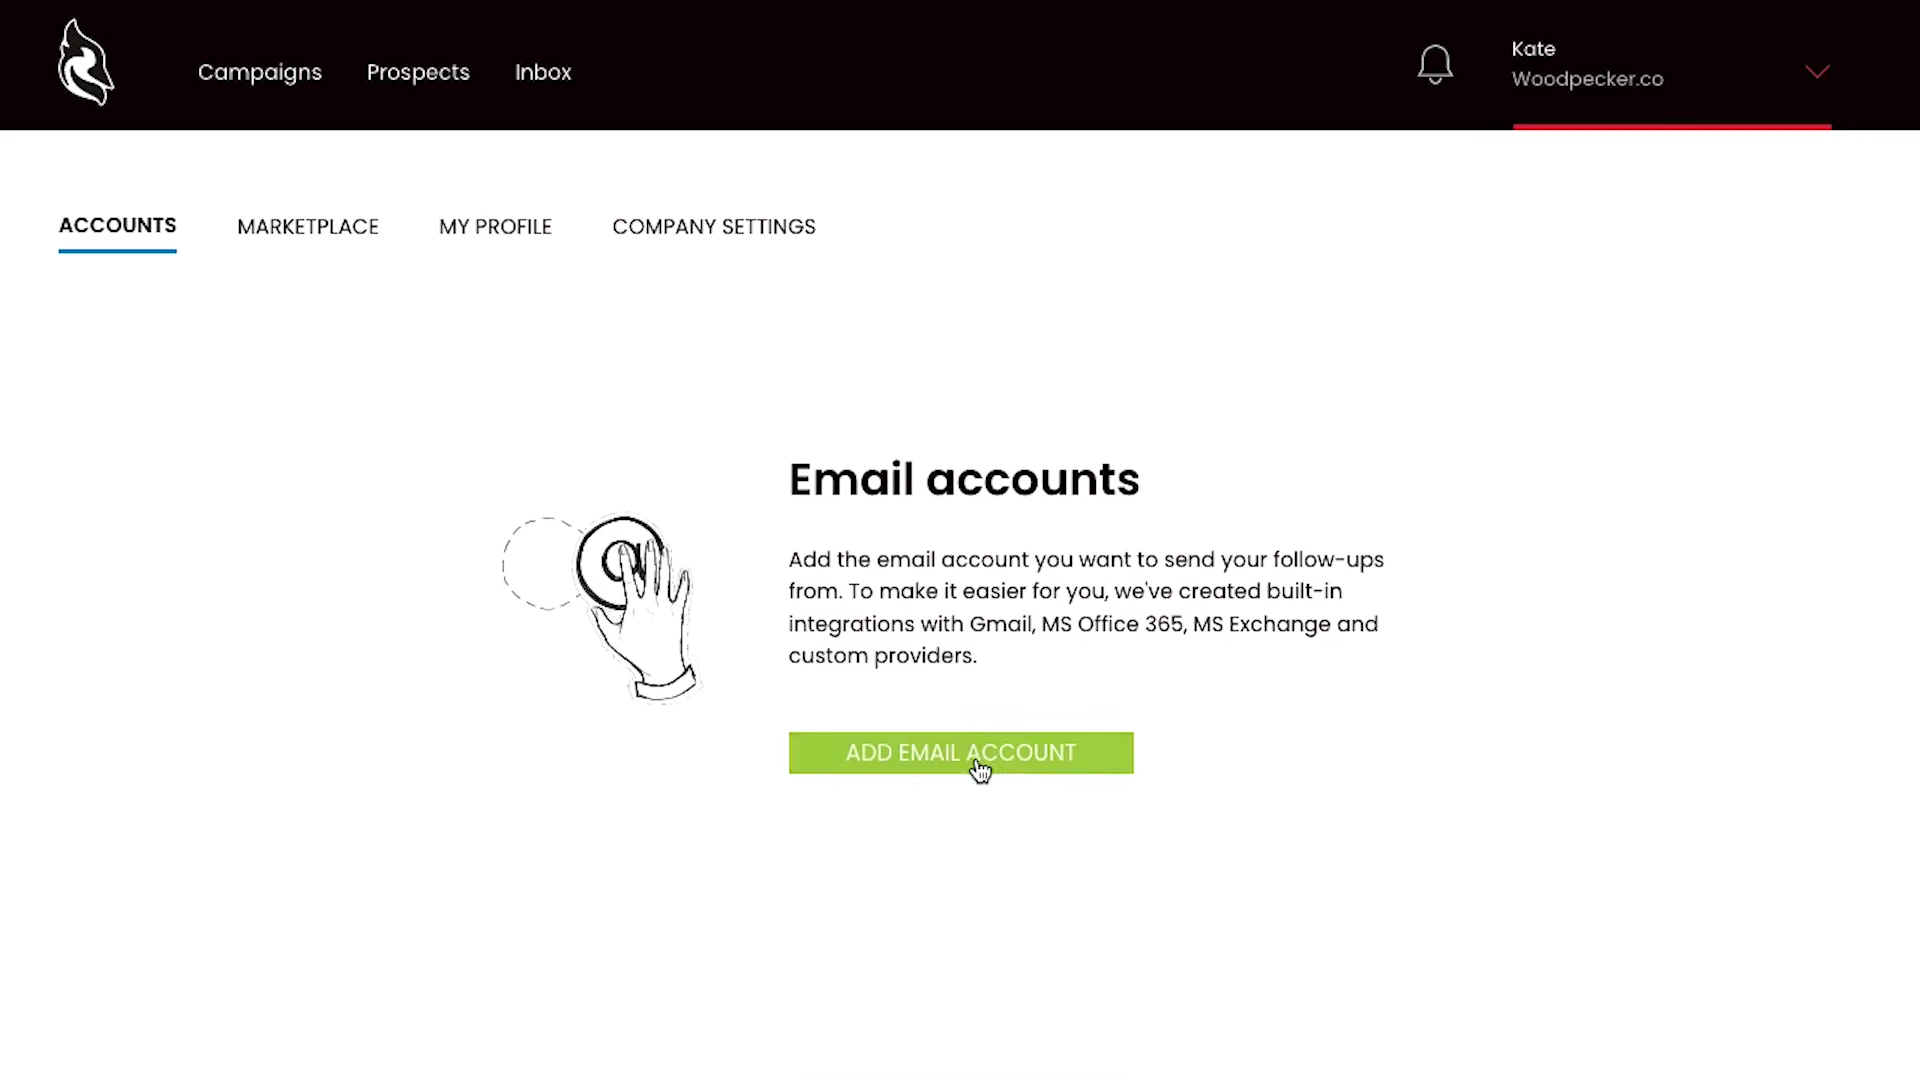 Campaigns Prospects Inbox
Kate
Woodpecker.co
ACCOUNTS MARKETPLACE MY PROFILE COMPANY SETTINGS
Email accounts
Add the email account you want to send your follow-ups
from. To make it easier for you, we've created built-in
integrations with Gmail, MS Office 365, MS Exchange and
custom providers.
ADD EMAIL ACCOUNT